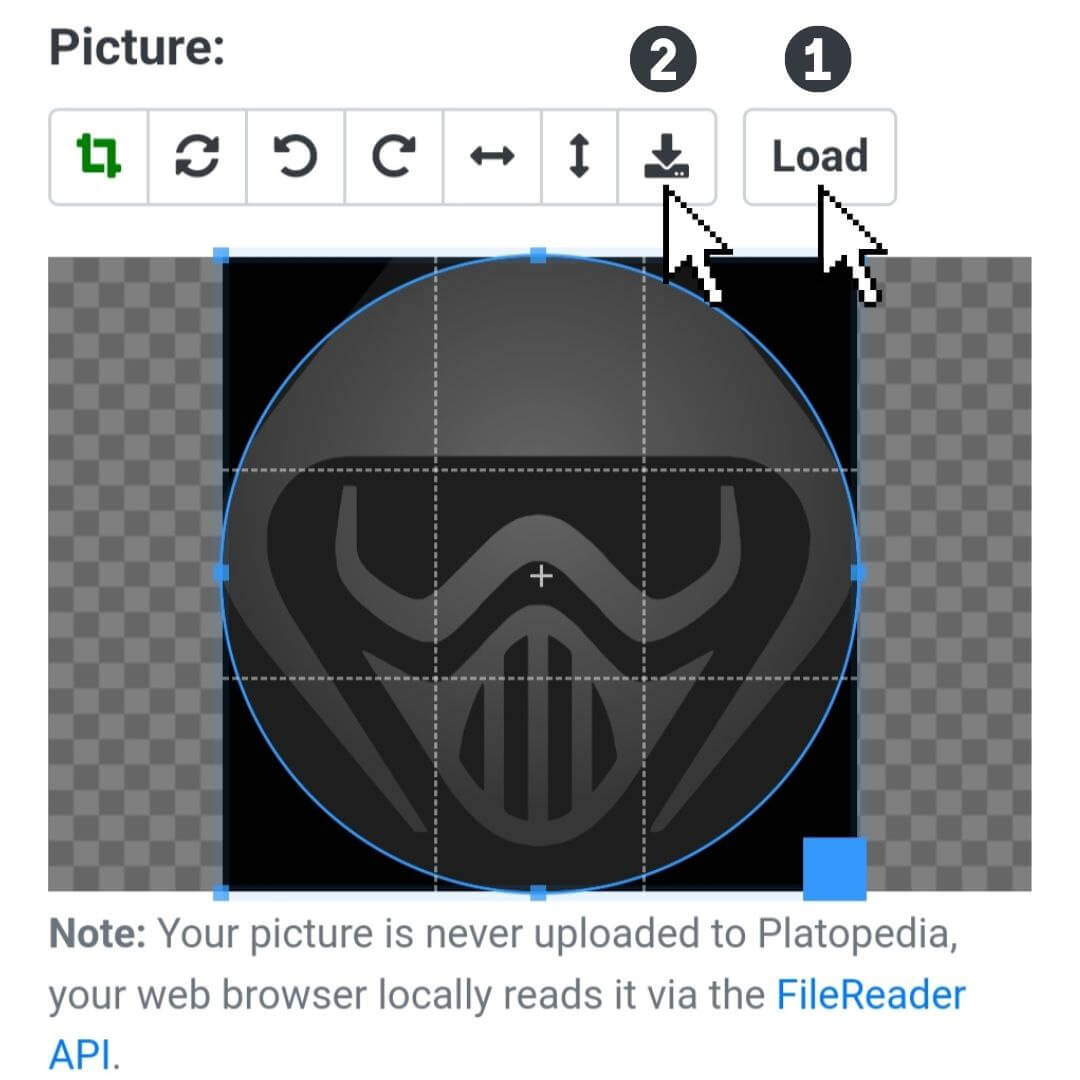 Picture:
2 1
Load
Note: Your picture is never uploaded to Platopedia,
your web browser locally reads it via the FileReader
API.